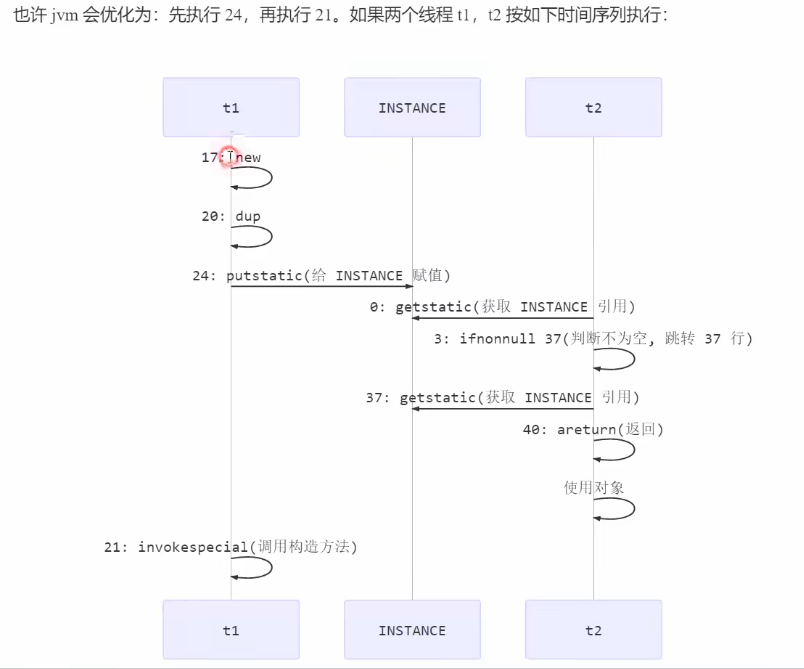 也许 jvm 会优化为：先执行 24，再执行 21。如果两个线程 t1，t2 按如下时间序列执行：
t1 INSTANCE t2
17: new
20: dup
24: putstatic(给 INSTANCE 赋值)
0: getstatic(获取 INSTANCE 引用)
3: ifnonnull 37(判断不为空, 跳转 37 行)
37: getstatic(获取 INSTANCE 引用)
40: areturn(返回)
使用对象
21: invokespecial(调用构造方法)
t1 INSTANCE t2